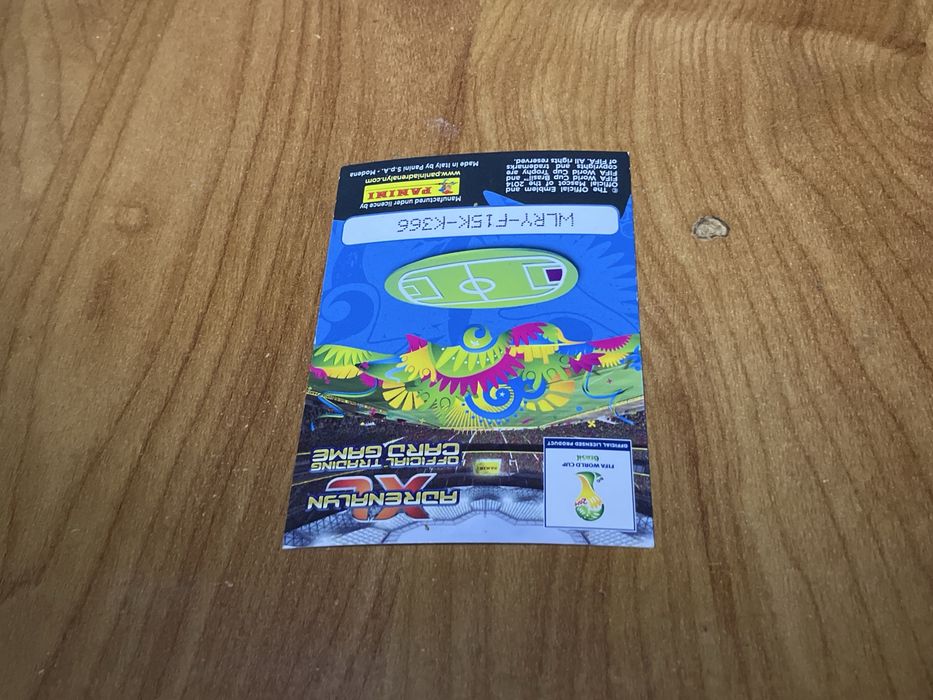 ADRENALYN
XL
OFFICIAL TRADING
CARD GAME
PANINI
FIFA WORLD CUP
Brasil
OFFICIAL LICENSED PRODUCT
WLRY-F15K-K366
© The Official Emblem and
Official Mascot of the 2014
FIFA World Cup Brazil™ and
FIFA World Cup Trophy are
copyrights and trademarks
of FIFA. All rights reserved.
Manufactured under licence by
PANINI
www.paniniadrenalyn.com
Made in Italy by Panini S.p.A. - Modena